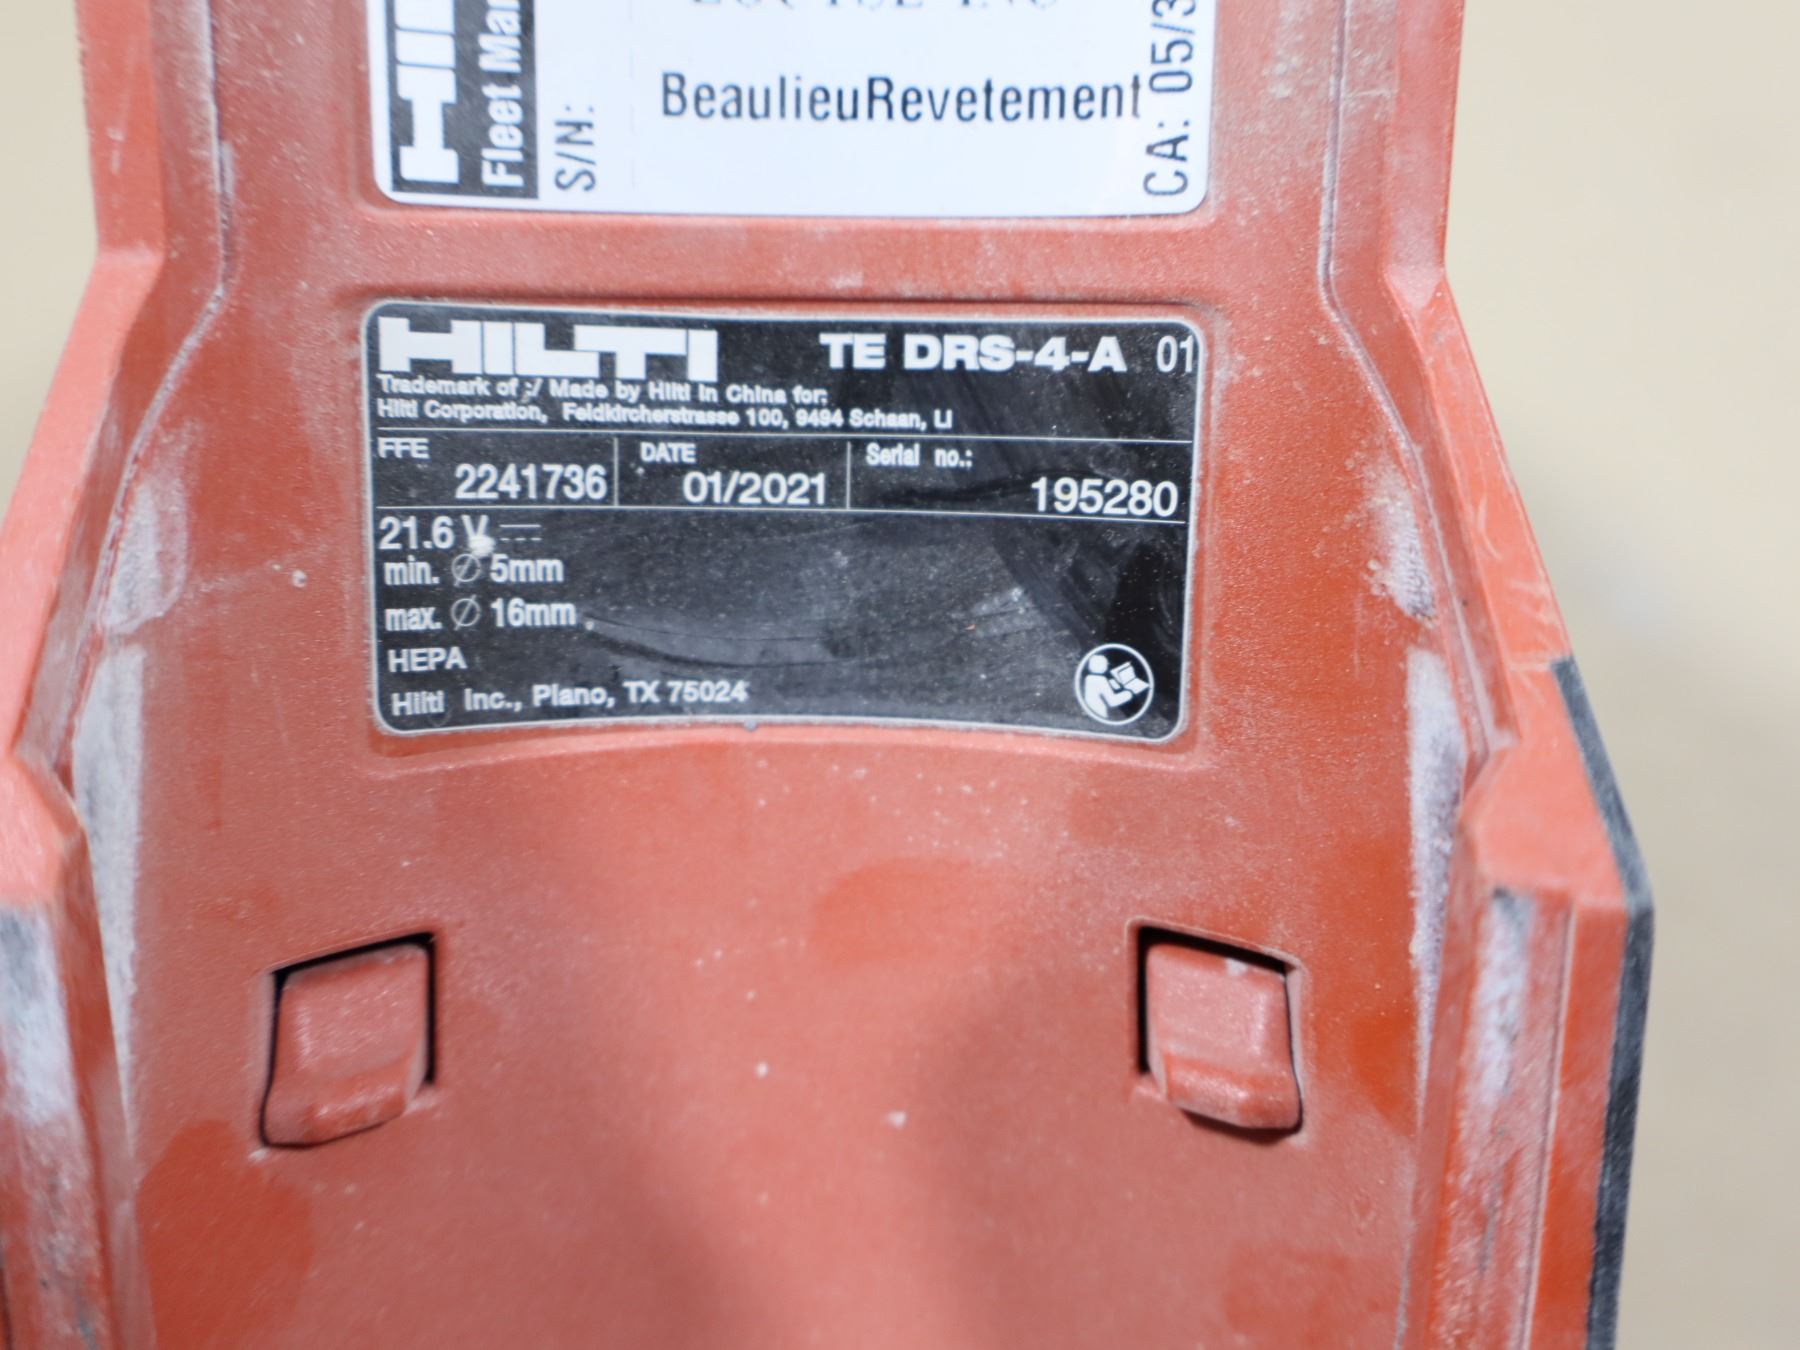 Fleet Mar
S/N:
BeaulieuRevetement
CA: 05/3
HILTI TE DRS-4-A 01
Trademark of :/ Made by Hilti in China for:
Hilti Corporation, Feldkircherstrasse 100, 9494 Schaan, LI
FFE DATE Serial no.:
2241736 01/2021 195280
21.6 V
min. Ø 5mm
max. Ø 16mm
HEPA
Hilti Inc., Plano, TX 75024